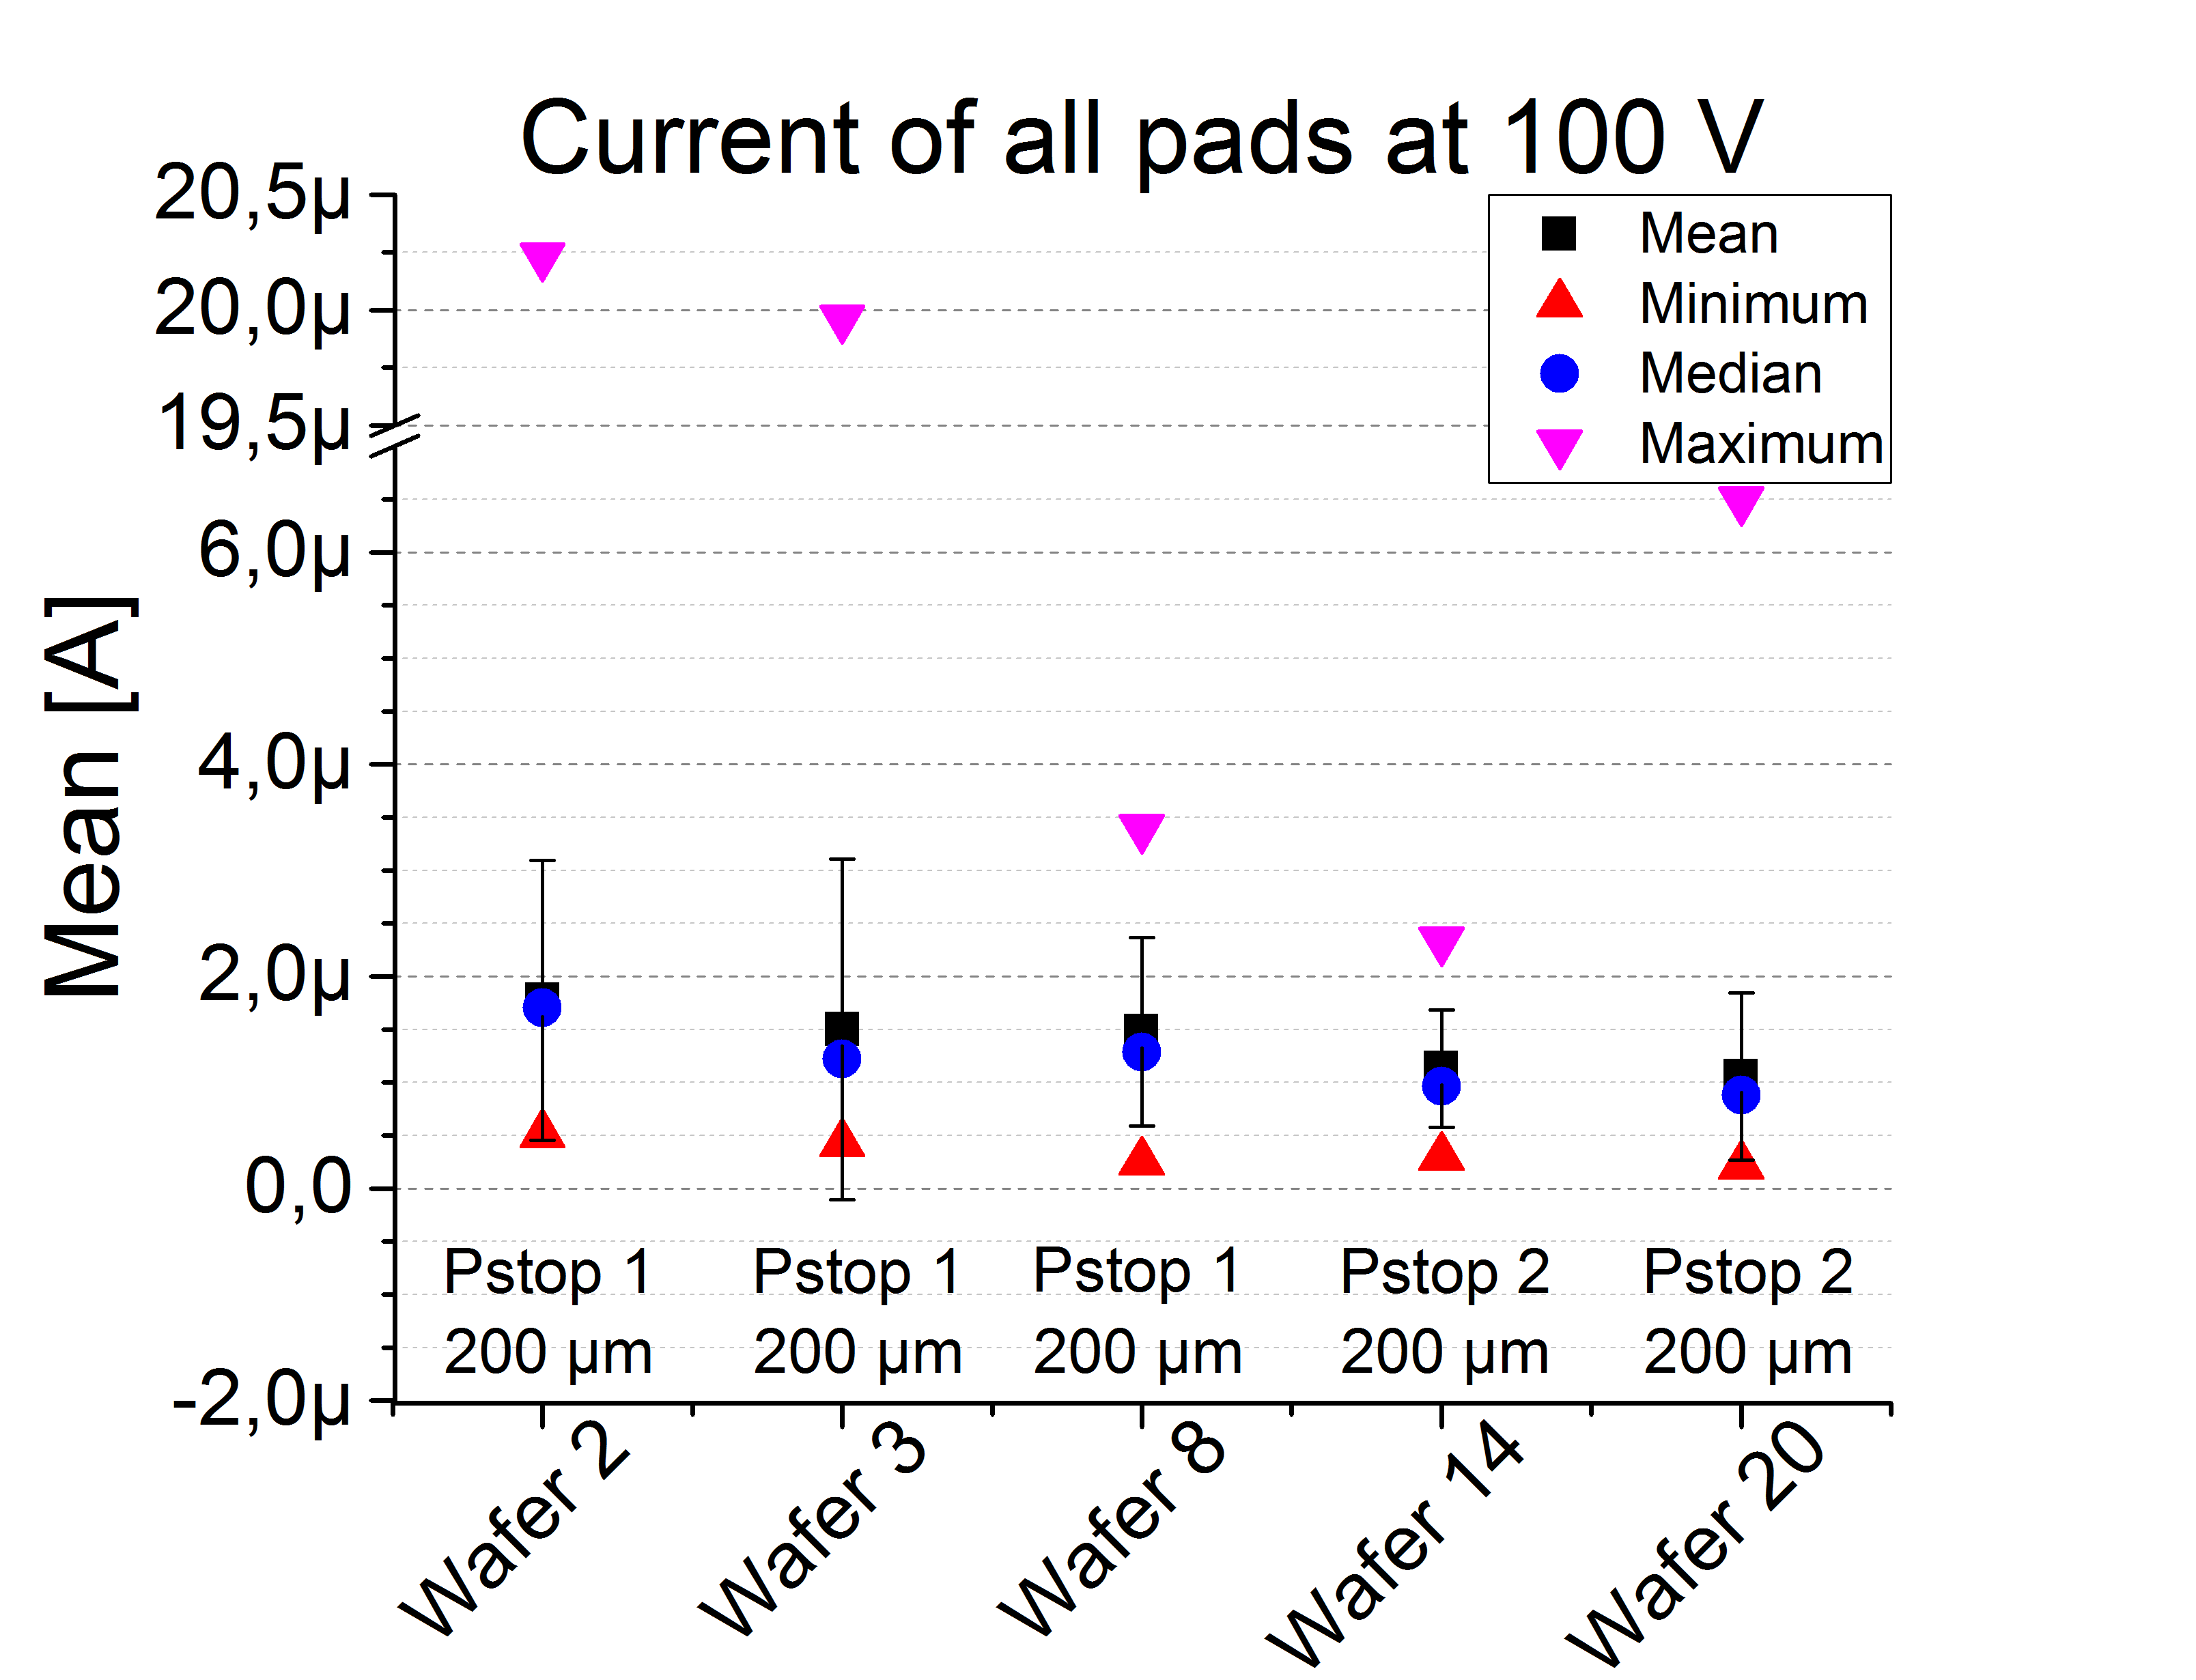 Current of all pads at 100 V
20,5µ
20,0µ
19,5µ
6,0µ
4,0µ
2,0µ
0,0
-2,0µ
Mean [A]
Mean
Minimum
Median
Maximum
Pstop 1
200 µm
Pstop 1
200 µm
Pstop 1
200 µm
Pstop 2
200 µm
Pstop 2
200 µm
Wafer 2
Wafer 3
Wafer 8
Wafer 14
Wafer 20